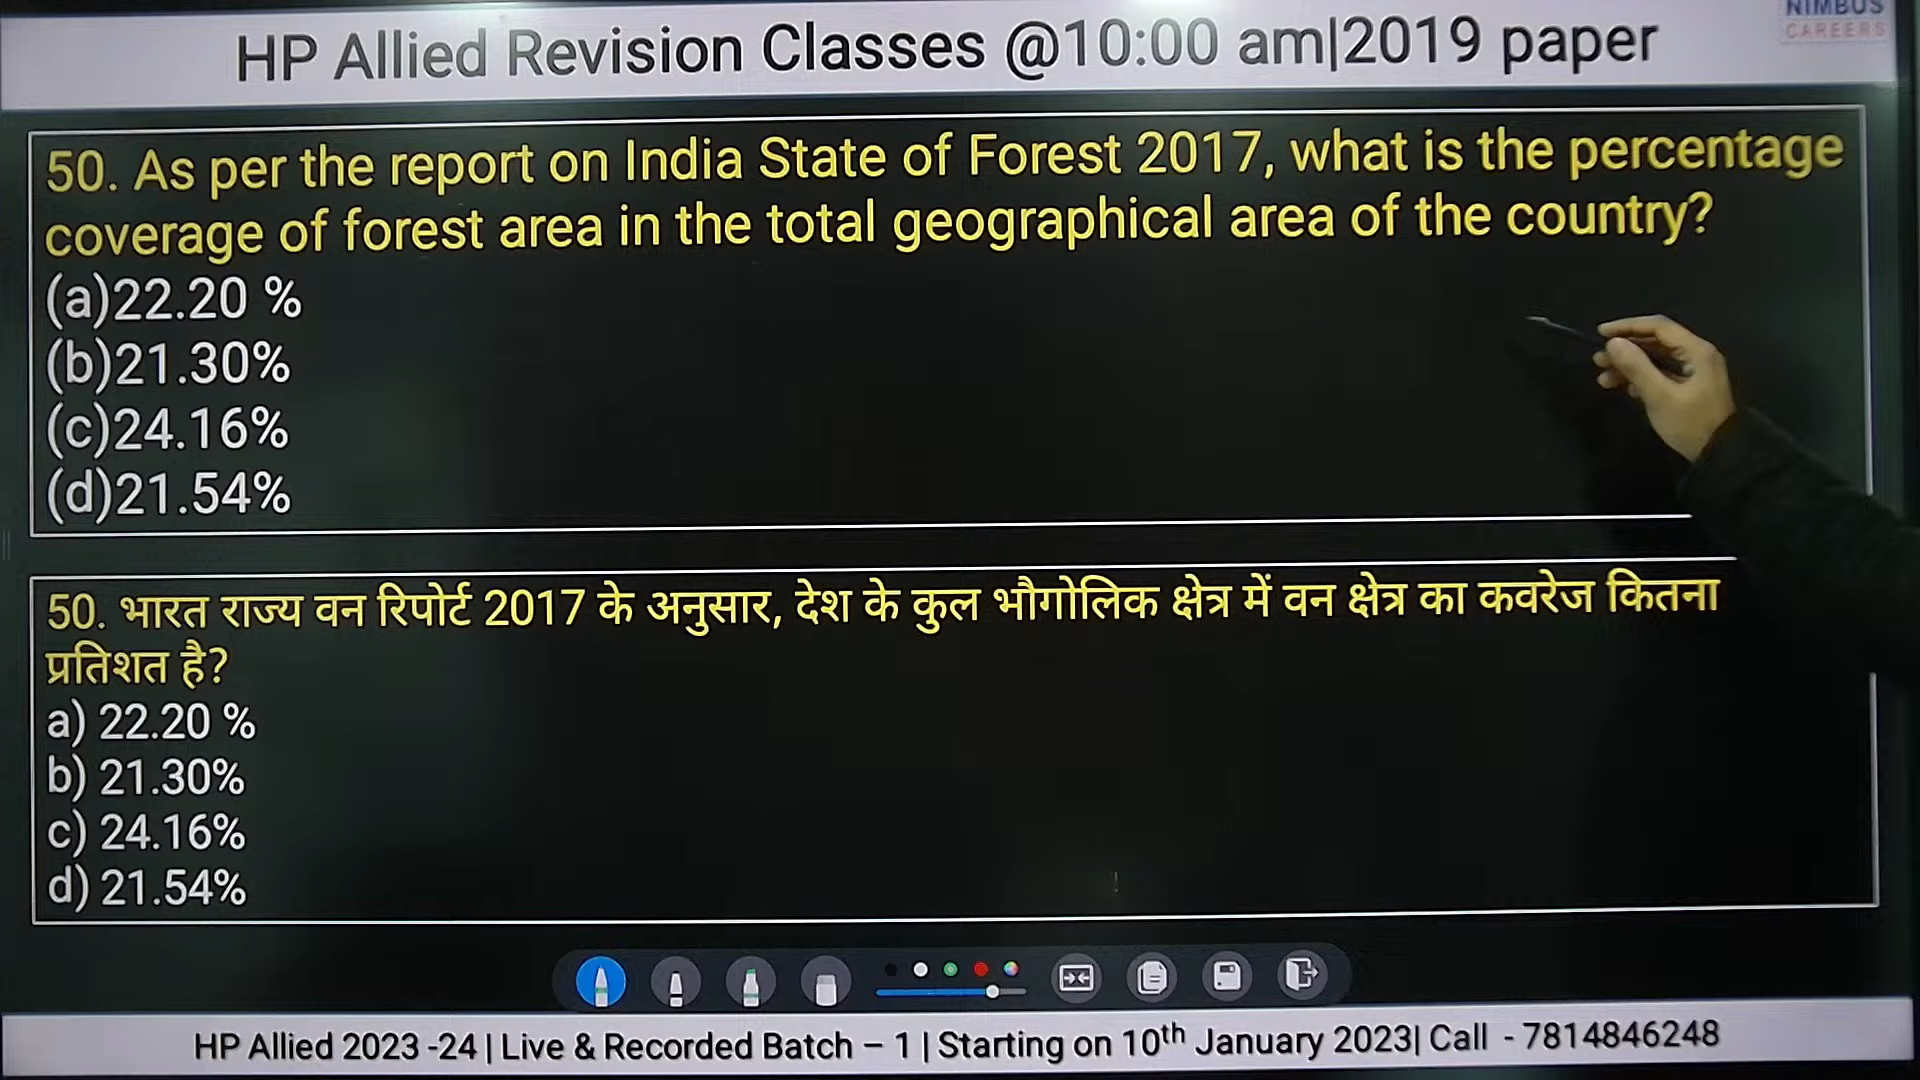 NIMBUS
CAREERS
HP Allied Revision Classes @10:00 am|2019 paper
50. As per the report on India State of Forest 2017, what is the percentage
coverage of forest area in the total geographical area of the country?
(a)22.20 %
(b)21.30%
(c)24.16%
(d)21.54%
50. भारत राज्य वन रिपोर्ट 2017 के अनुसार, देश के कुल भौगोलिक क्षेत्र में वन क्षेत्र का कवरेज कितना
प्रतिशत है?
a) 22.20 %
b) 21.30%
c) 24.16%
d) 21.54%
HP Allied 2023 -24 | Live & Recorded Batch – 1 | Starting on 10th January 2023| Call - 7814846248